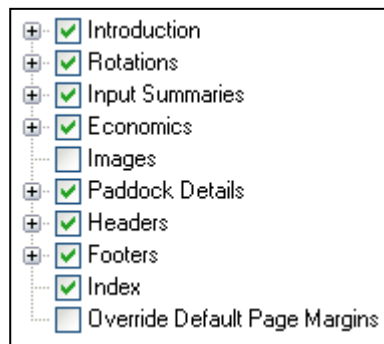 Introduction
Rotations
Input Summaries
Economics
Images
Paddock Details
Headers
Footers
Index
Override Default Page Margins